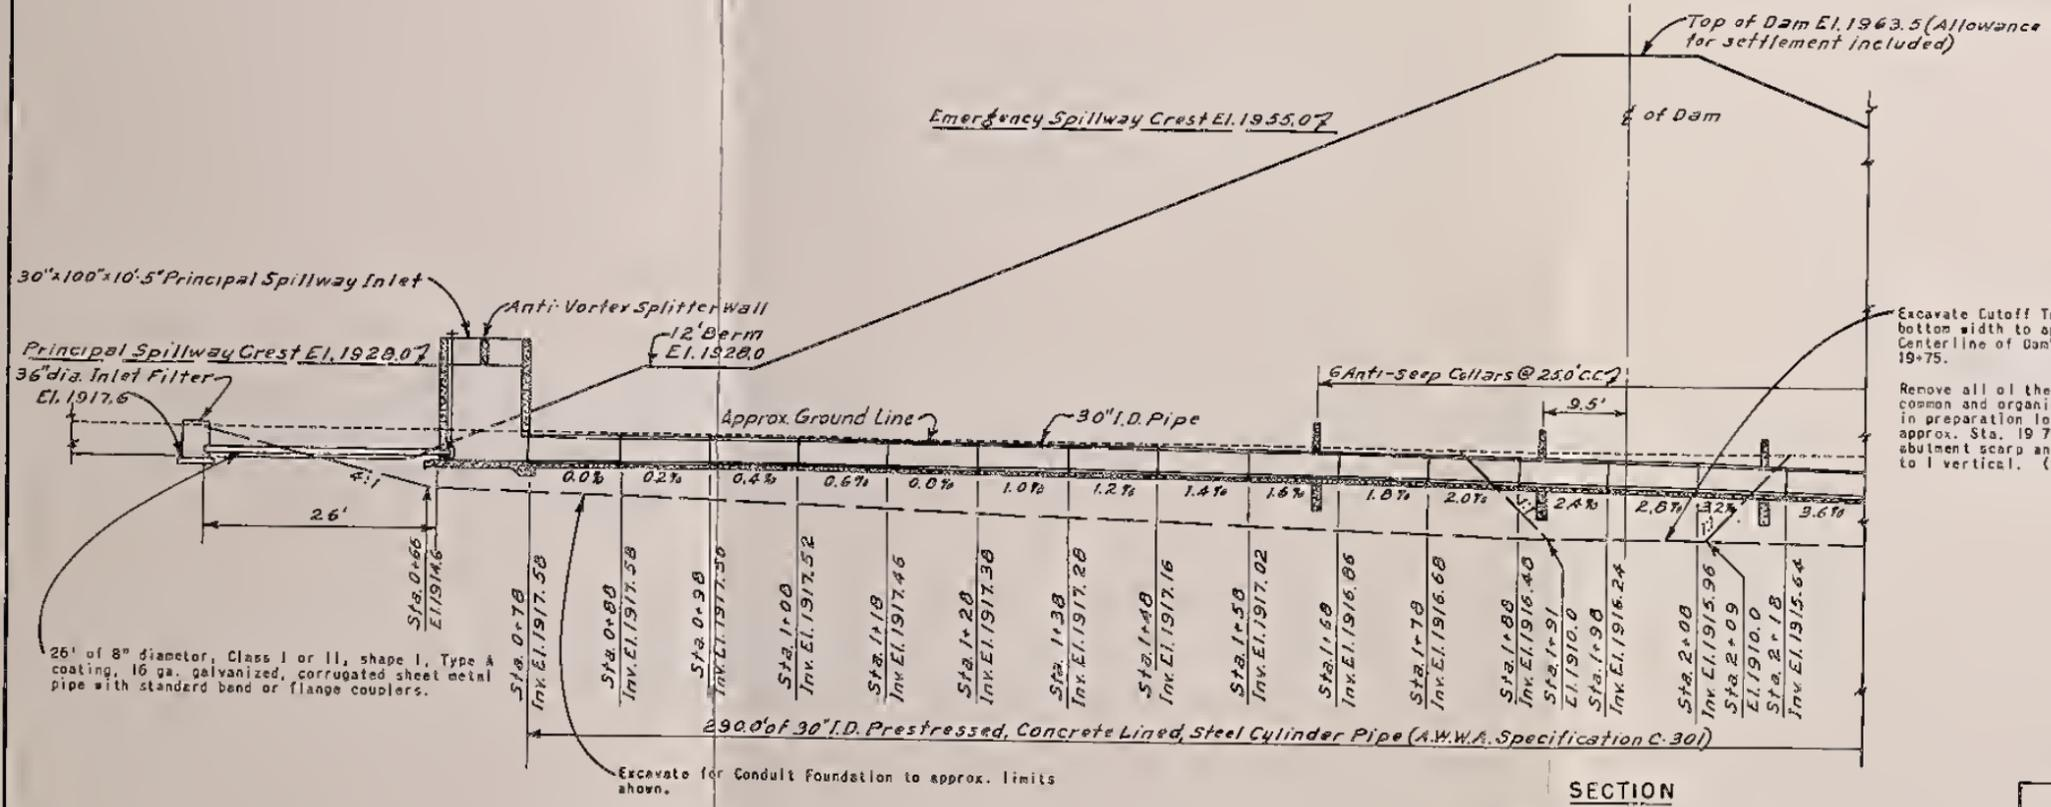 Top of Dam El. 1963.5 (Allowance
for settlement included)
Emergency Spillway Crest El. 1955.0
₵ of Dam
30"x100"x10'-5" Principal Spillway Inlet
Anti-Vortex Splitter Wall
12' Berm
El. 1928.0
Principal Spillway Crest El. 1928.0
36" dia. Inlet Filter
El. 1917.6
Excavate Cutoff
bottom width to
Centerline of Dam
19+75.
6 Anti-Seep Collars @ 25.0' C.C.
Remove all of the
common and
in preparation
approx. Sta. 19
abutment scarp
to 1 vertical.
9.5'
Approx. Ground Line
30" I.D. Pipe
4:1
0.0%
0.2%
0.4%
0.6%
0.8%
1.0%
1.2%
1.4%
1.6%
1.8%
2.0%
2.4%
2.8%
3.2%
3.6%
26'
Sta. 0+66
El. 1914.6
Sta. 0+78
Inv. El. 1917.58
Sta. 0+88
Inv. El. 1917.58
Sta. 0+98
Inv. El. 1917.56
Sta. 1+08
Inv. El. 1917.52
Sta. 1+18
Inv. El. 1917.46
Sta. 1+28
Inv. El. 1917.38
Sta. 1+38
Inv. El. 1917.28
Sta. 1+48
Inv. El. 1917.16
Sta. 1+58
Inv. El. 1917.02
Sta. 1+68
Inv. El. 1916.86
Sta. 1+78
Inv. El. 1916.68
Sta. 1+88
Inv. El. 1916.48
Sta. 1+91
El. 1910.0
Sta. 1+98
Inv. El. 1916.24
Sta. 2+08
Inv. El. 1915.96
Sta. 2+09
El. 1910.0
Sta. 2+18
Inv. El. 1915.64
26' of 8" diameter, Class I or II, shape I, Type A
coating, 16 ga. galvanized, corrugated sheet metal
pipe with standard band or flange couplers.
290.0' of 30" I.D. Prestressed, Concrete Lined, Steel Cylinder Pipe (A.W.W.A. Specification C-301)
Excavate for Conduit Foundation to approx. limits
shown.
SECTION